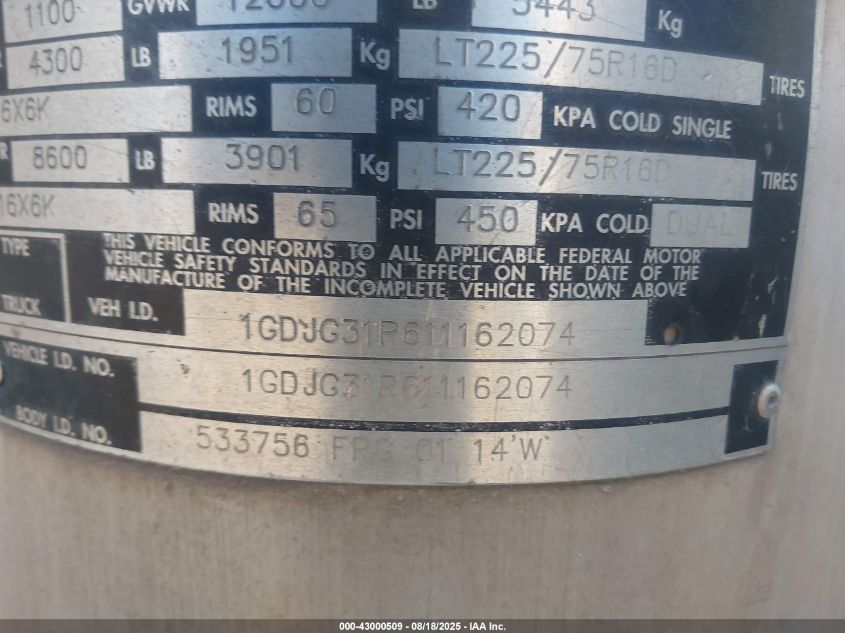 1100 GVWR 12000 LB 5443 Kg
4300 LB 1951 Kg LT225/75R16D TIRES
6X6K RIMS 60 PSI 420 KPA COLD SINGLE
R 8600 LB 3901 Kg LT225/75R16D TIRES
16X6K RIMS 65 PSI 450 KPA COLD DUAL
TYPE THIS VEHICLE CONFORMS TO ALL APPLICABLE FEDERAL MOTOR
VEHICLE SAFETY STANDARDS IN EFFECT ON THE DATE OF THE
MANUFACTURE OF THE INCOMPLETE VEHICLE SHOWN ABOVE
TRUCK VEH I.D. 1GDJG31R611162074
VEHICLE I.D. NO. 1GDJG31R611162074
BODY I.D. NO. 533756 FPG 01 14'W'
000-43000509 - 08/18/2025 - IAA Inc.